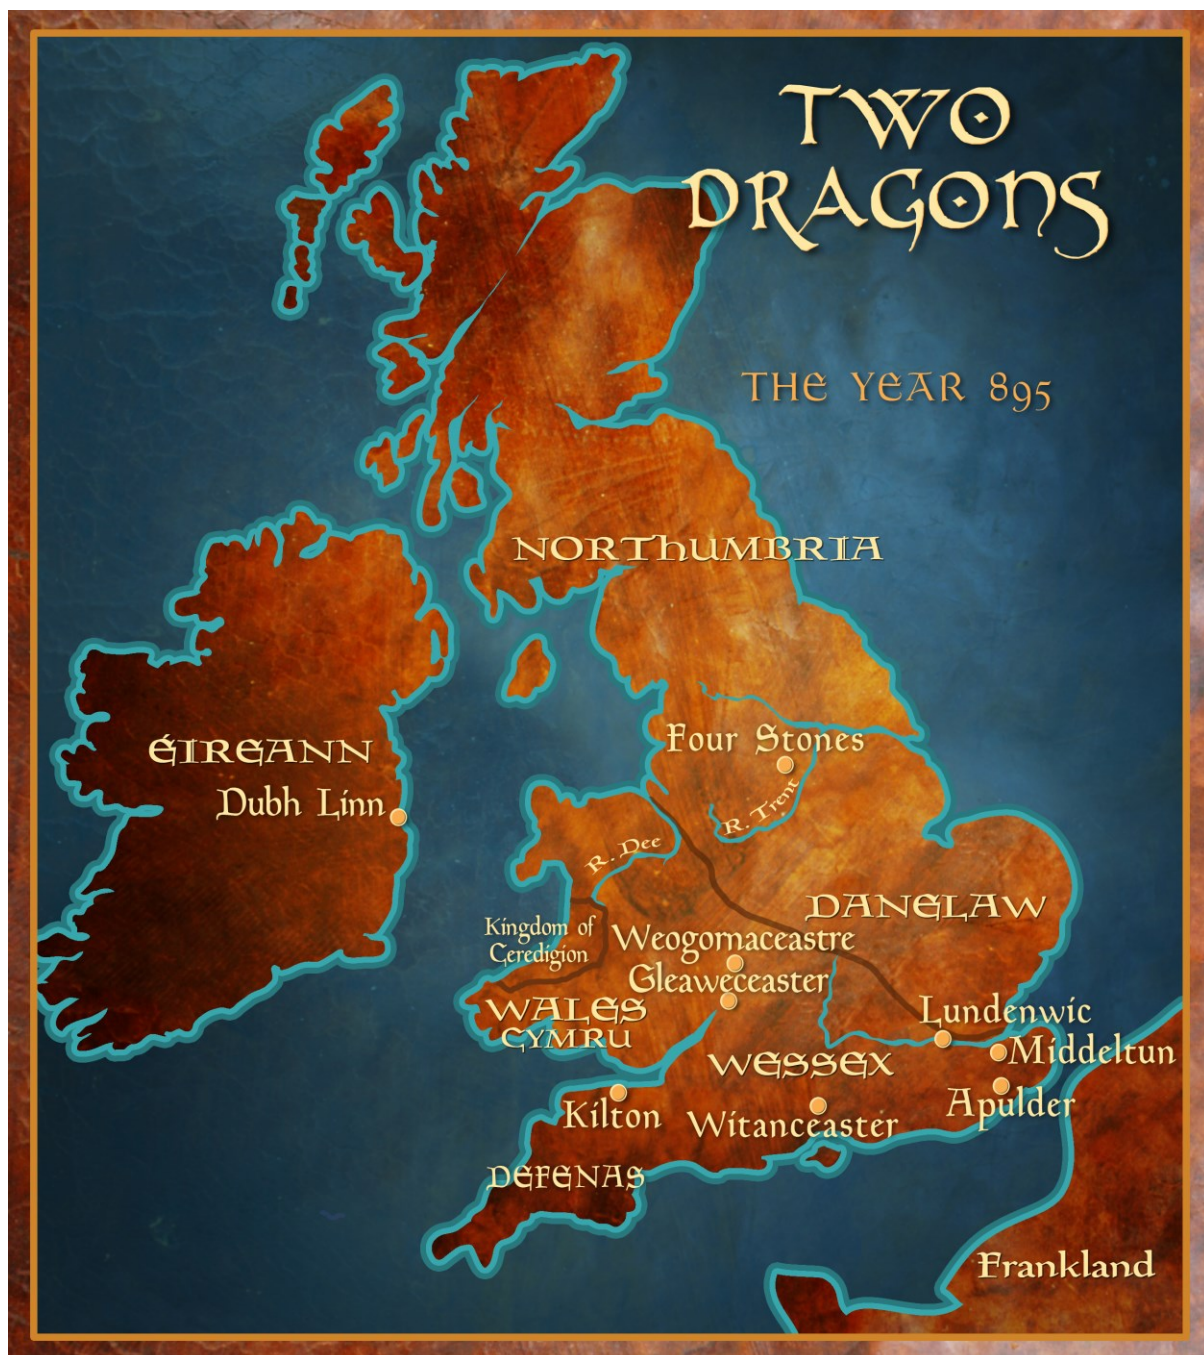 TWO
DRAGONS
THE YEAR 895
NORThUMBRIA
Four Stones
ÉIREANN
R. Trent
Dubh Linn
R. Dee
DANELAW
Kingdom of
Ceredigion
Weogornaceastre
Gleaweceaster
WALES
CYMRU
Lundenwic
WESSEX
Middeltun
Kilton
Apulder
Witanceaster
DEFENAS
Frankland